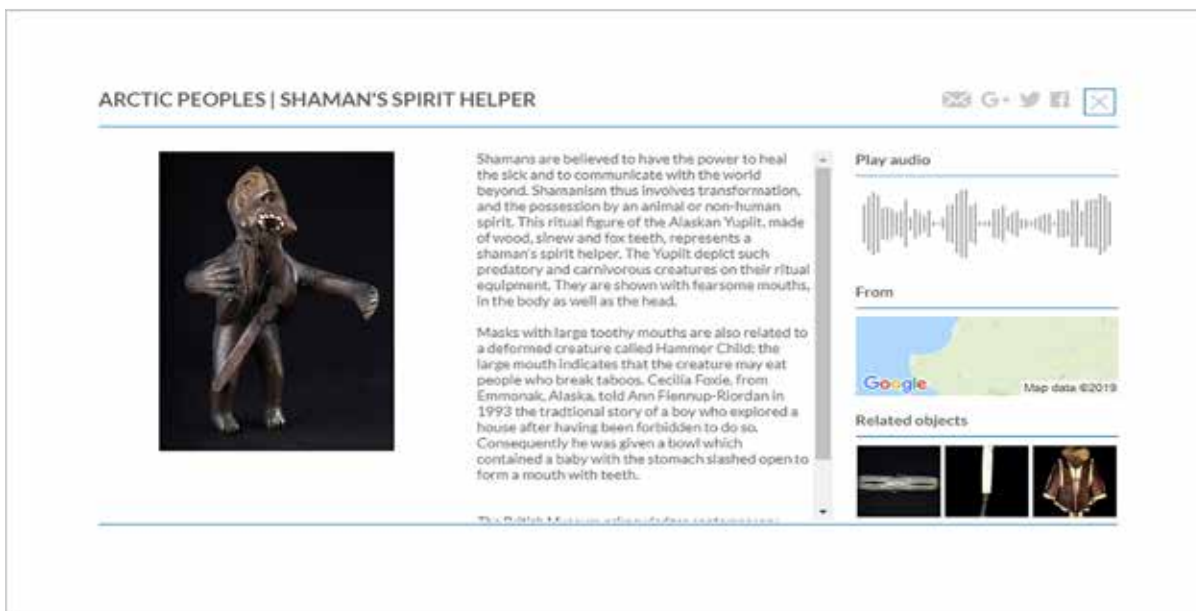 ARCTIC PEOPLES | SHAMAN'S SPIRIT HELPER
G+
Shamans are believed to have the power to heal
the sick and to communicate with the world
beyond. Shamanism thus involves transformation,
and the possession by an animal or non-human
spirit. This ritual figure of the Alaskan Yupiit, made
of wood, sinew and fox teeth, represents a
shaman's spirit helper. The Yupiit depict such
predatory and carnivorous creatures on their ritual
equipment. They are shown with fearsome mouths,
in the body as well as the head.
Masks with large toothy mouths are also related to
a deformed creature called Hammer Child; the
large mouth indicates that the creature may eat
people who break taboos. Cecilia Foxie, from
Emmonak, Alaska, told Ann Fiennup-Riordan in
1993 the tradtional story of a boy who explored a
house after having been forbidden to do so.
Consequently he was given a bowl which
contained a baby with the stomach slashed open to
form a mouth with teeth.
The British Museum acknowledges contemporary
Play audio
From
Google
Map data ©2019
Related objects